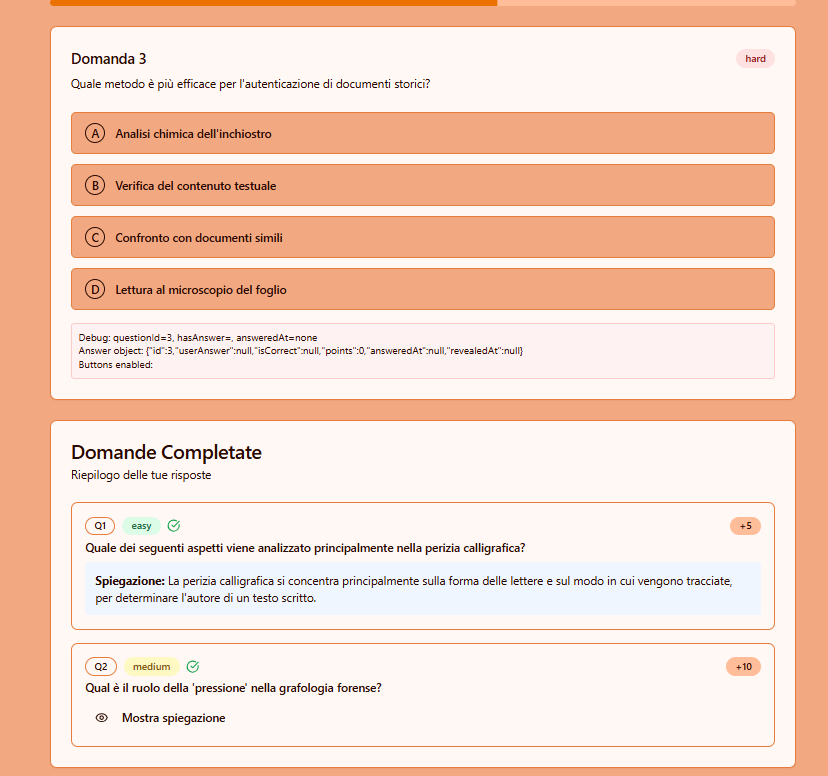 Domanda 3
hard
Quale metodo è più efficace per l'autenticazione di documenti storici?
A Analisi chimica dell'inchiostro
B Verifica del contenuto testuale
C Confronto con documenti simili
D Lettura al microscopio del foglio
Debug: questionId=3, hasAnswer=, answeredAt=none
Answer object: {"id":3,"userAnswer":null,"isCorrect":null,"points":0,"answeredAt":null,"revealedAt":null}
Buttons enabled:
Domande Completate
Riepilogo delle tue risposte
Q1 easy +5
Quale dei seguenti aspetti viene analizzato principalmente nella perizia calligrafica?
Spiegazione: La perizia calligrafica si concentra principalmente sulla forma delle lettere e sul modo in cui vengono tracciate,
per determinare l'autore di un testo scritto.
Q2 medium +10
Qual è il ruolo della 'pressione' nella grafologia forense?
Mostra spiegazione